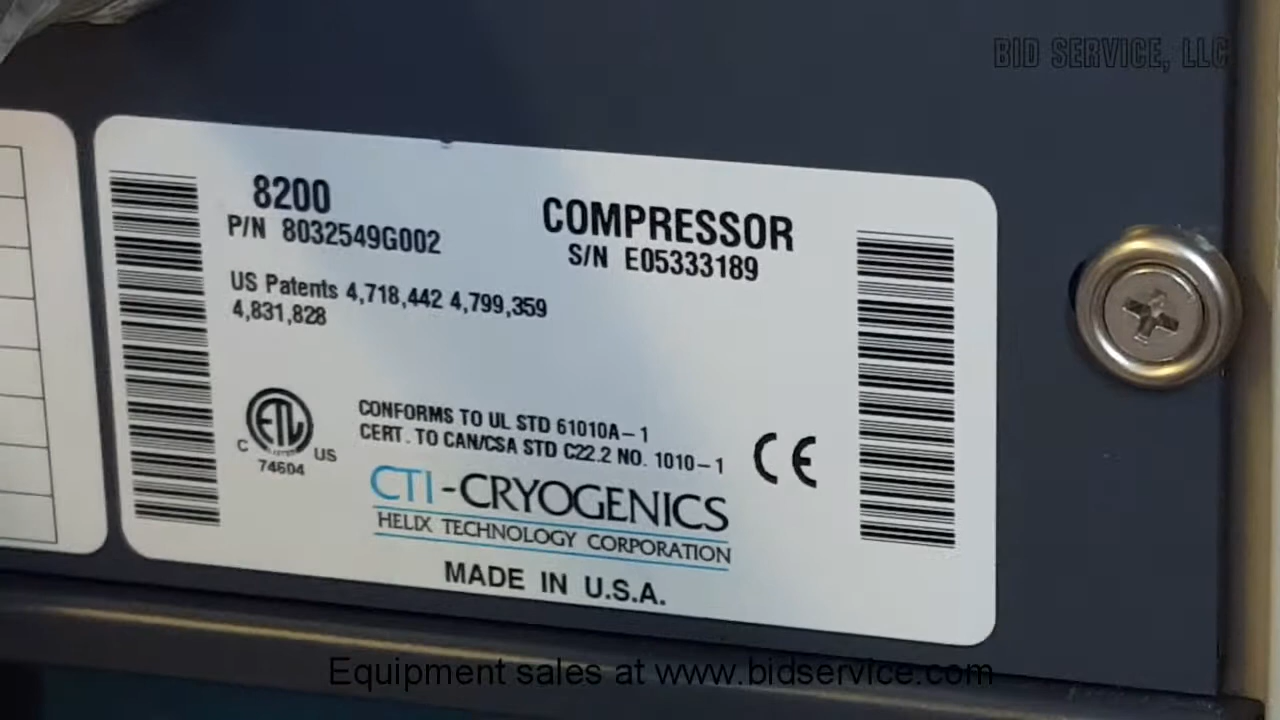 BID SERVICE, LLC
8200
P/N 8032549G002
COMPRESSOR
S/N E05333189
US Patents 4,718,442 4,799,359
4,831,828
ETL
LISTED
C US
74604
CONFORMS TO UL STD 61010A-1
CERT. TO CAN/CSA STD C22.2 NO. 1010-1
CE
CTI-CRYOGENICS
HELIX TECHNOLOGY CORPORATION
MADE IN U.S.A.
Equipment sales at www.bidservice.com